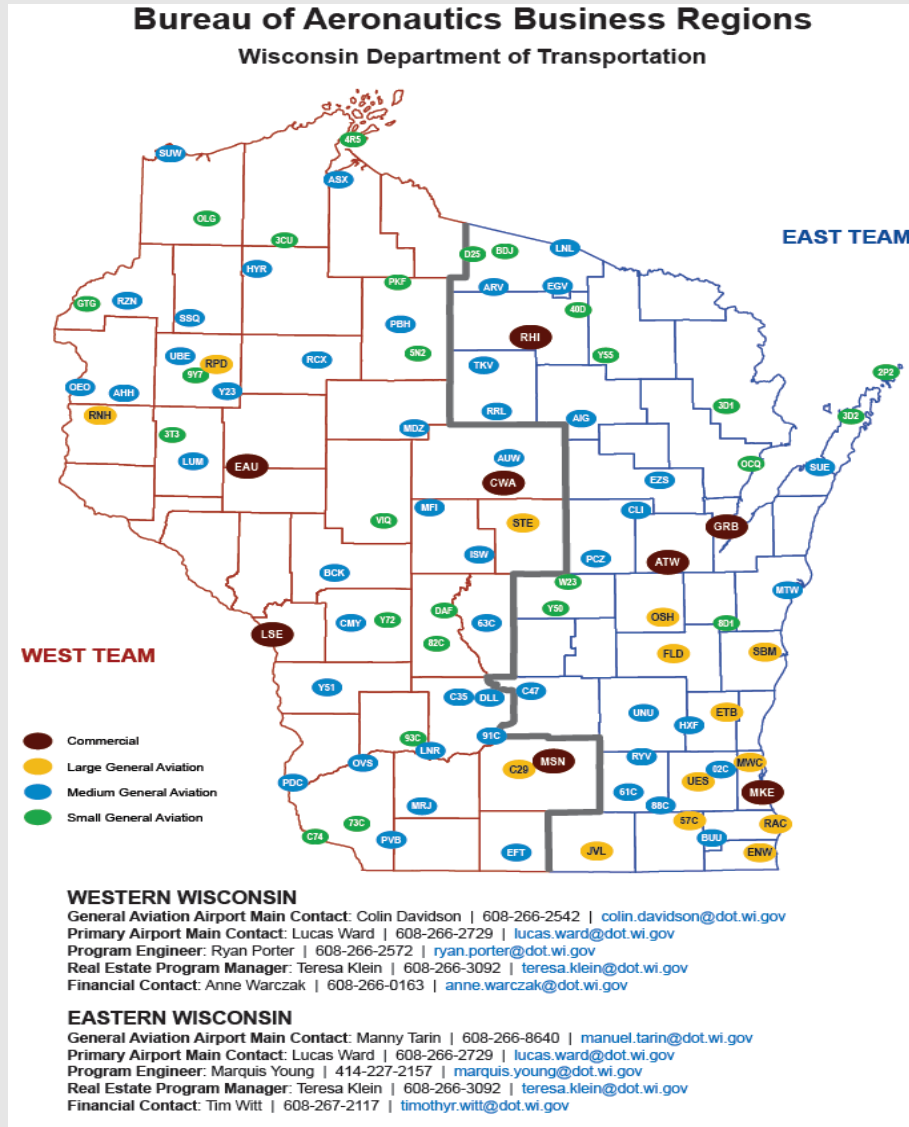 Bureau of Aeronautics Business Regions
Wisconsin Department of Transportation
4R5
SUW
ASX
OLG
3CU
EAST TEAM
D25
BDJ
LNL
HYR
PKF
ARV
EGV
GTG
RZN
SSQ
40D
PBH
RHI
UBE
RPD
9Y7
RCX
5N2
TKV
Y55
2P2
OEO
AHH
Y23
RNH
RRL
3D1
3D2
AIG
MDZ
3T3
LUM
EAU
AUW
CWA
OCQ
SUE
EZS
MFI
CLI
VIQ
STE
GRB
ISW
PCZ
ATW
BCK
W23
MTW
DAF
Y50
CMY
Y72
63C
OSH
8D1
LSE
82C
WEST TEAM
FLD
SBM
Y51
C35
DLL
C47
UNU
HXF
ETB
Commercial
93C
LNR
91C
Large General Aviation
OVS
C29
MSN
RYV
02C
MWC
PDC
UES
Medium General Aviation
61C
MKE
MRJ
88C
Small General Aviation
73C
57C
RAC
C74
PVB
BUU
EFT
JVL
ENW
WESTERN WISCONSIN
General Aviation Airport Main Contact: Colin Davidson | 608-266-2542 | colin.davidson@dot.wi.gov
Primary Airport Main Contact: Lucas Ward | 608-266-2729 | lucas.ward@dot.wi.gov
Program Engineer: Ryan Porter | 608-266-2572 | ryan.porter@dot.wi.gov
Real Estate Program Manager: Teresa Klein | 608-266-3092 | teresa.klein@dot.wi.gov
Financial Contact: Anne Warczak | 608-266-0163 | anne.warczak@dot.wi.gov
EASTERN WISCONSIN
General Aviation Airport Main Contact: Manny Tarin | 608-266-8640 | manuel.tarin@dot.wi.gov
Primary Airport Main Contact: Lucas Ward | 608-266-2729 | lucas.ward@dot.wi.gov
Program Engineer: Marquis Young | 414-227-2157 | marquis.young@dot.wi.gov
Real Estate Program Manager: Teresa Klein | 608-266-3092 | teresa.klein@dot.wi.gov
Financial Contact: Tim Witt | 608-267-2117 | timothyr.witt@dot.wi.gov